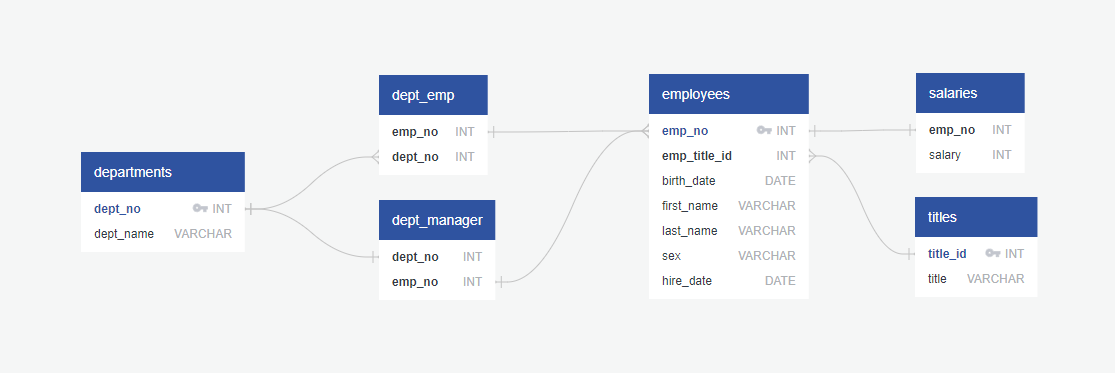 departments
dept_no INT
dept_name VARCHAR
dept_emp
emp_no INT
dept_no INT
dept_manager
dept_no INT
emp_no INT
employees
emp_no INT
emp_title_id INT
birth_date DATE
first_name VARCHAR
last_name VARCHAR
sex VARCHAR
hire_date DATE
salaries
emp_no INT
salary INT
titles
title_id INT
title VARCHAR